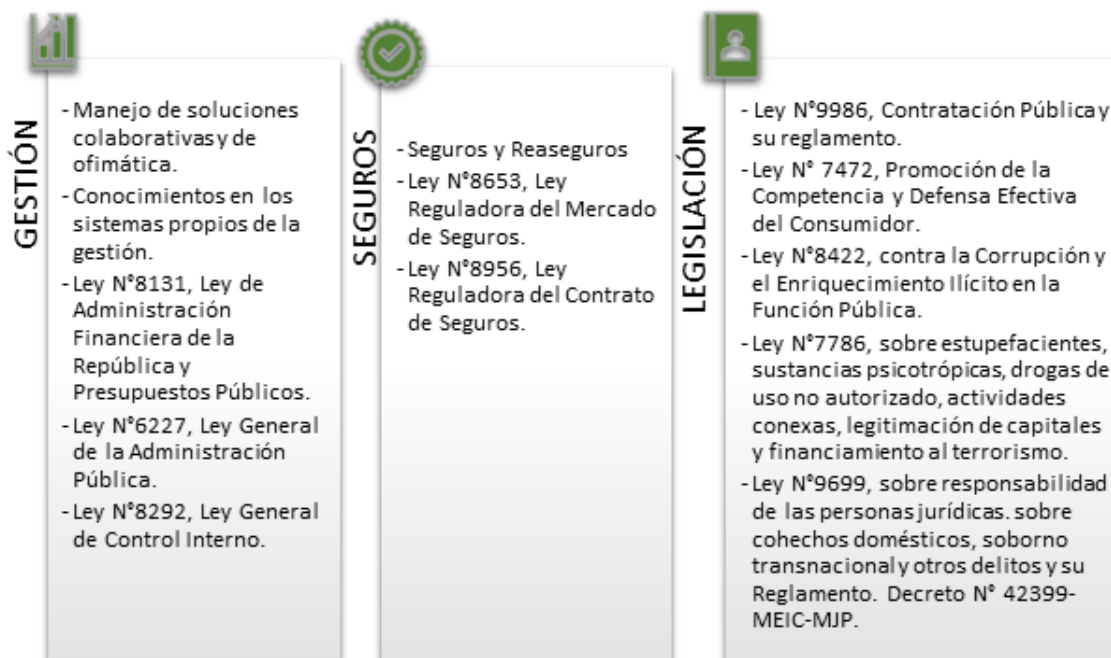 GESTIÓN
- Manejo de soluciones
colaborativas y de
ofimática.
- Conocimientos en los
sistemas propios de la
gestión.
- Ley N°8131, Ley de
Administración
Financiera de la
República y
Presupuestos Públicos.
- Ley N°6227, Ley General
de la Administración
Pública.
- Ley N°8292, Ley General
de Control Interno.
SEGUROS
- Seguros y Reaseguros
- Ley N°8653, Ley
Reguladora del Mercado
de Seguros.
- Ley N°8956, Ley
Reguladora del Contrato
de Seguros.
LEGISLACIÓN
- Ley N°9986, Contratación Pública y
su reglamento.
- Ley N° 7472, Promoción de la
Competencia y Defensa Efectiva
del Consumidor.
- Ley N°8422, contra la Corrupción y
el Enriquecimiento Ilícito en la
Función Pública.
- Ley N°7786, sobre estupefacientes,
sustancias psicotrópicas, drogas de
uso no autorizado, actividades
conexas, legitimación de capitales
y financiamiento al terrorismo.
- Ley N°9699, sobre responsabilidad
de las personas jurídicas. sobre
cohechos domésticos, soborno
transnacional y otros delitos y su
Reglamento. Decreto N° 42399-
MEIC-MJP.